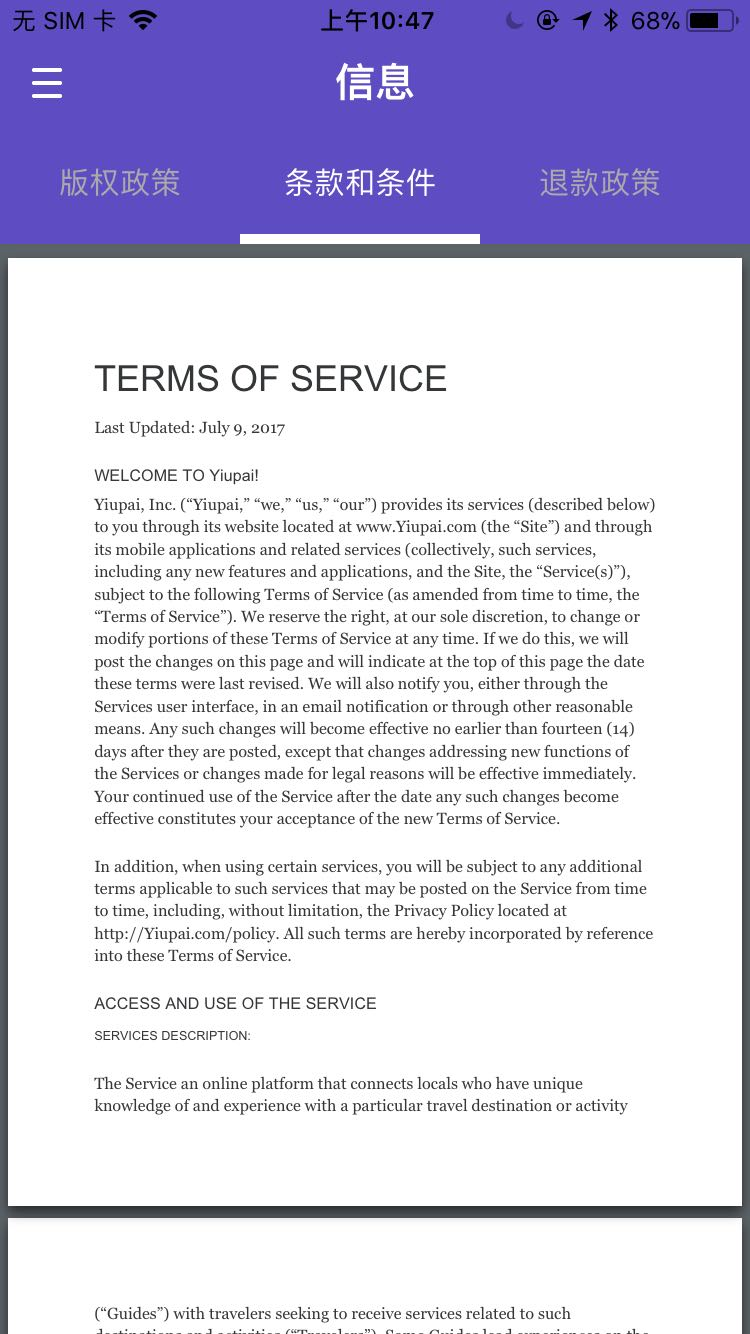 无 SIM 卡 上午10:47 68%
信息
版权政策 条款和条件 退款政策
TERMS OF SERVICE
Last Updated: July 9, 2017
WELCOME TO Yiupai!
Yiupai, Inc. (“Yiupai,” “we,” “us,” “our”) provides its services (described below)
to you through its website located at www.Yiupai.com (the “Site”) and through
its mobile applications and related services (collectively, such services,
including any new features and applications, and the Site, the “Service(s)”),
subject to the following Terms of Service (as amended from time to time, the
“Terms of Service”). We reserve the right, at our sole discretion, to change or
modify portions of these Terms of Service at any time. If we do this, we will
post the changes on this page and will indicate at the top of this page the date
these terms were last revised. We will also notify you, either through the
Services user interface, in an email notification or through other reasonable
means. Any such changes will become effective no earlier than fourteen (14)
days after they are posted, except that changes addressing new functions of
the Services or changes made for legal reasons will be effective immediately.
Your continued use of the Service after the date any such changes become
effective constitutes your acceptance of the new Terms of Service.
In addition, when using certain services, you will be subject to any additional
terms applicable to such services that may be posted on the Service from time
to time, including, without limitation, the Privacy Policy located at
http://Yiupai.com/policy. All such terms are hereby incorporated by reference
into these Terms of Service.
ACCESS AND USE OF THE SERVICE
SERVICES DESCRIPTION:
The Service an online platform that connects locals who have unique
knowledge of and experience with a particular travel destination or activity
(“Guides”) with travelers seeking to receive services related to such
destinations and activities (“Travelers”). Some Guides lead experiences on the